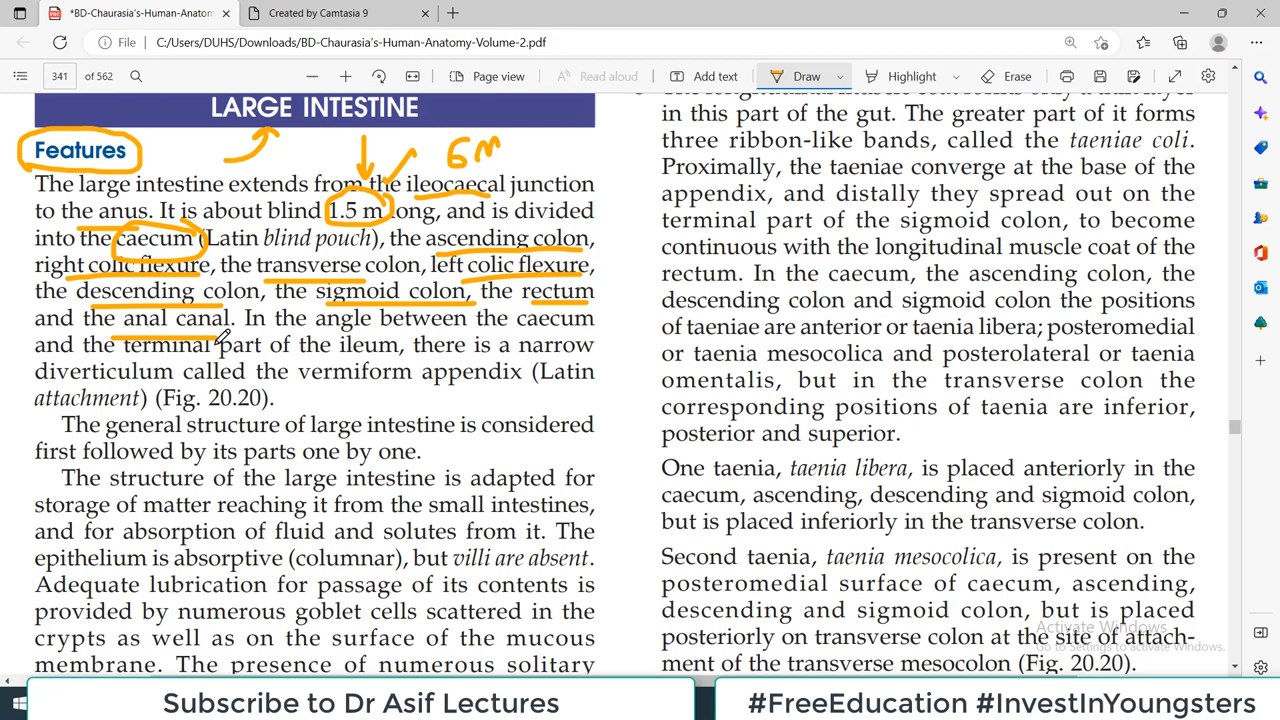 *BD-Chaurasia's-Human-Anatomy
Created by Camtasia 9
File
C:/Users/DUHS/Downloads/BD-Chaurasia's-Human-Anatomy-Volume-2.pdf
341 of 562
Page view
Read aloud
Add text
Draw
Highlight
Erase
LARGE INTESTINE
Features
6 m
The large intestine extends from the ileocaecal junction
to the anus. It is about blind 1.5 m long, and is divided
into the caecum (Latin blind pouch), the ascending colon,
right colic flexure, the transverse colon, left colic flexure,
the descending colon, the sigmoid colon, the rectum
and the anal canal. In the angle between the caecum
and the terminal part of the ileum, there is a narrow
diverticulum called the vermiform appendix (Latin
attachment) (Fig. 20.20).
The general structure of large intestine is considered
first followed by its parts one by one.
The structure of the large intestine is adapted for
storage of matter reaching it from the small intestines,
and for absorption of fluid and solutes from it. The
epithelium is absorptive (columnar), but villi are absent.
Adequate lubrication for passage of its contents is
provided by numerous goblet cells scattered in the
crypts as well as on the surface of the mucous
membrane. The presence of numerous solitary
in this part of the gut. The greater part of it forms
three ribbon-like bands, called the taeniae coli.
Proximally, the taeniae converge at the base of the
appendix, and distally they spread out on the
terminal part of the sigmoid colon, to become
continuous with the longitudinal muscle coat of the
rectum. In the caecum, the ascending colon, the
descending colon and sigmoid colon the positions
of taeniae are anterior or taenia libera; posteromedial
or taenia mesocolica and posterolateral or taenia
omentalis, but in the transverse colon the
corresponding positions of taenia are inferior,
posterior and superior.
One taenia, taenia libera, is placed anteriorly in the
caecum, ascending, descending and sigmoid colon,
but is placed inferiorly in the transverse colon.
Second taenia, taenia mesocolica, is present on the
posteromedial surface of caecum, ascending,
descending and sigmoid colon, but is placed
posteriorly on transverse colon at the site of attach-
ment of the transverse mesocolon (Fig. 20.20).
Activate Windows
Go to Settings to activate Windows.
Subscribe to Dr Asif Lectures
#FreeEducation #InvestInYoungsters